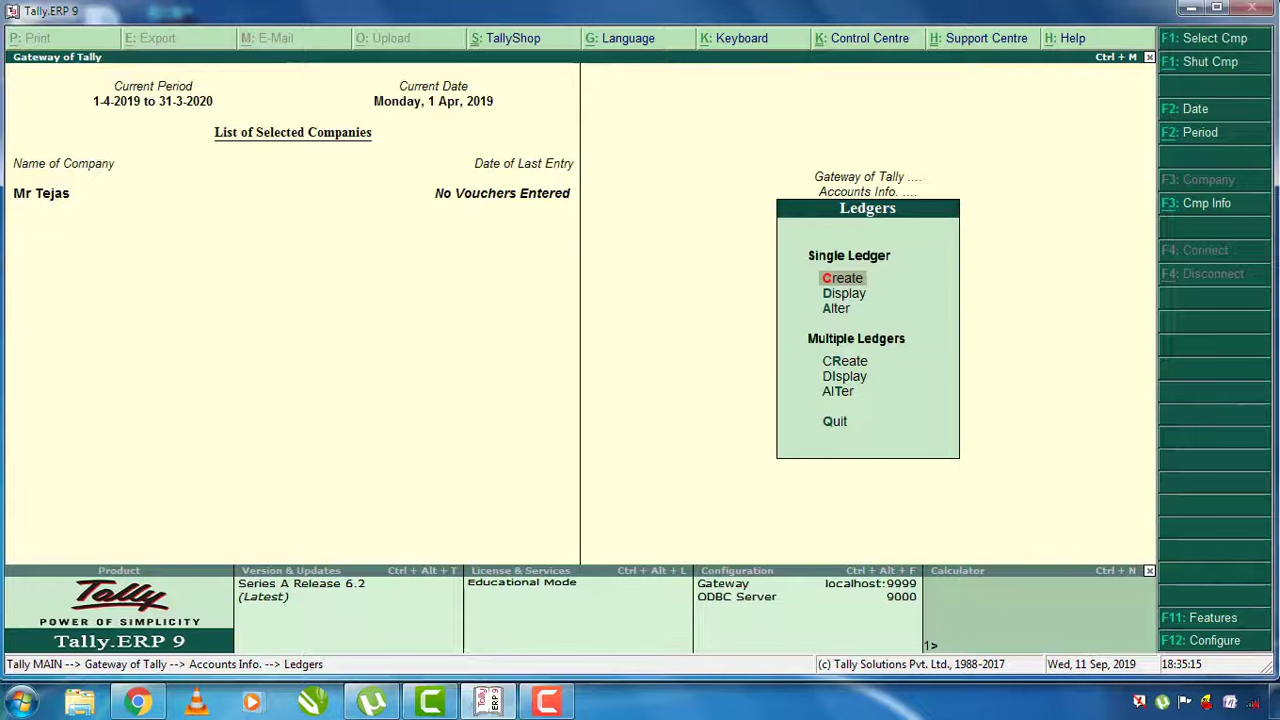 Tally.ERP 9
P: Print
E: Export
M: E-Mail
O: Upload
S: TallyShop
G: Language
K: Keyboard
K: Control Centre
H: Support Centre
H: Help
Gateway of Tally
Ctrl + M
Current Period
Current Date
1-4-2019 to 31-3-2020
Monday, 1 Apr, 2019
List of Selected Companies
Name of Company
Date of Last Entry
Mr Tejas
No Vouchers Entered
Gateway of Tally ....
Accounts Info. ....
Ledgers
Single Ledger
Create
Display
Alter
Multiple Ledgers
CReate
DIsplay
AlTer
Quit
F1: Select Cmp
F1: Shut Cmp
F2: Date
F2: Period
F3: Company
F3: Cmp Info
F4: Connect
F4: Disconnect
F11: Features
F12: Configure
Product
Tally
POWER OF SIMPLICITY
Tally.ERP 9
Version & Updates
Ctrl + Alt + T
Series A Release 6.2
(Latest)
License & Services
Ctrl + Alt + L
Educational Mode
Configuration
Ctrl + Alt + F
Gateway
localhost:9999
ODBC Server
9000
Calculator
Ctrl + N
1>
Tally MAIN --> Gateway of Tally --> Accounts Info. --> Ledgers
(c) Tally Solutions Pvt. Ltd., 1988-2017
Wed, 11 Sep, 2019
18:35:15